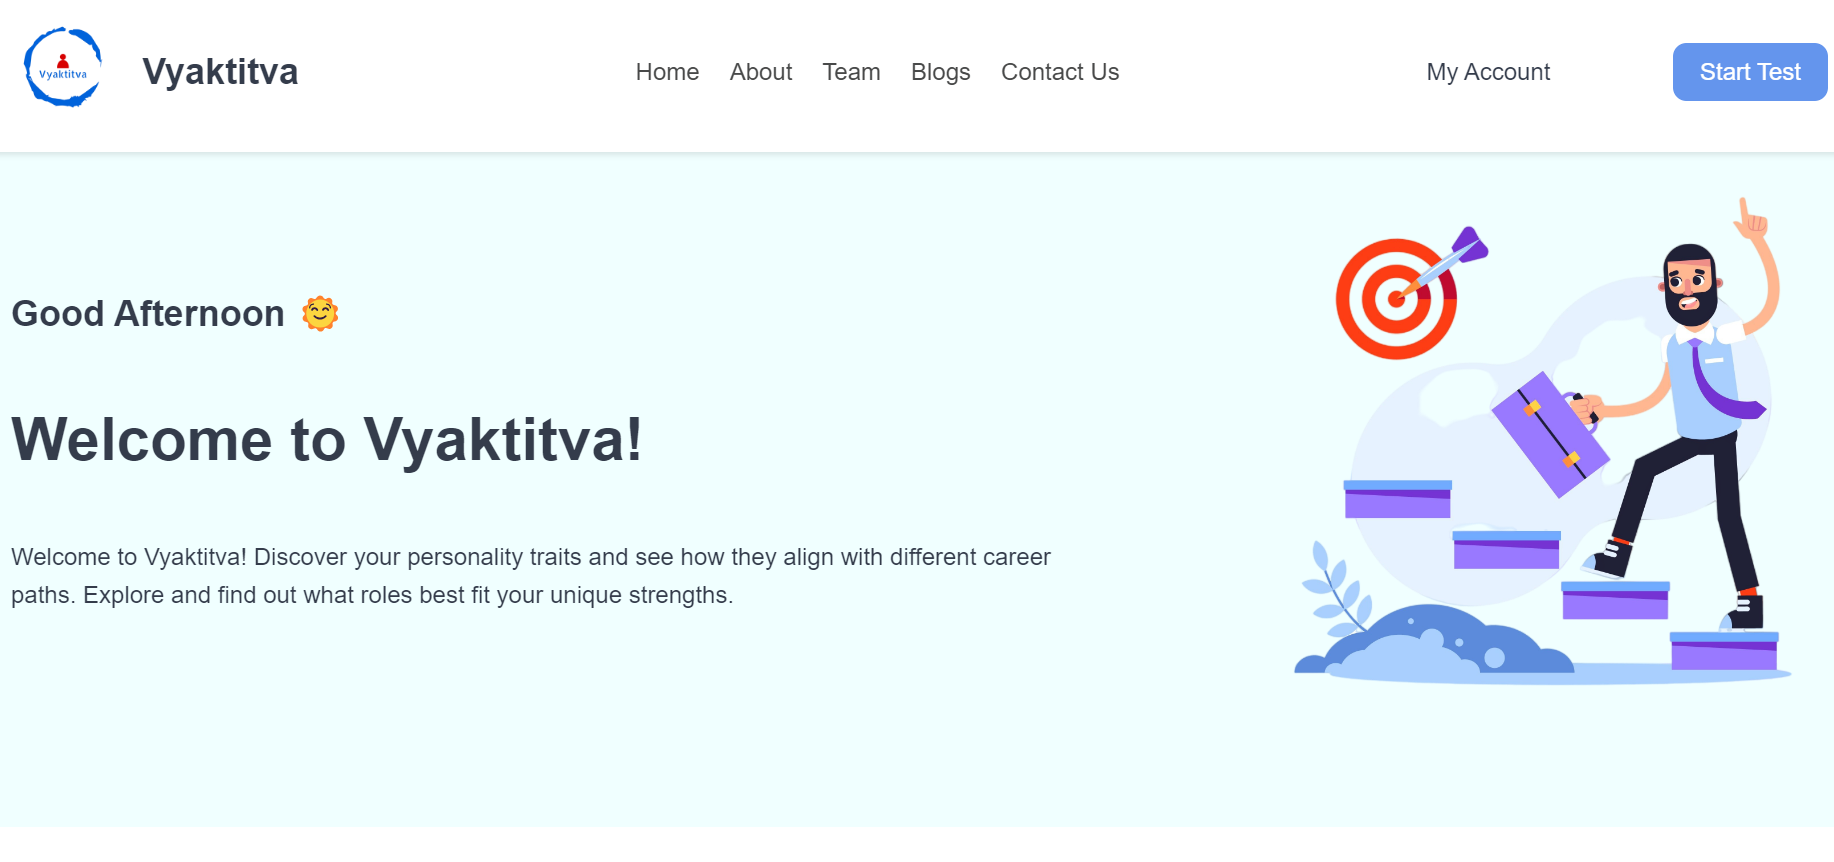 Vyaktitva
Vyaktitva
Home About Team Blogs Contact Us
My Account
Start Test
Good Afternoon 🌞
Welcome to Vyaktitva!
Welcome to Vyaktitva! Discover your personality traits and see how they align with different career
paths. Explore and find out what roles best fit your unique strengths.